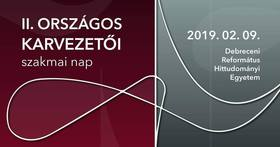 II. ORSZÁGOS
KARVEZETŐI
szakmai nap
2019. 02. 09.
Debreceni
Református
Hittudományi
Egyetem